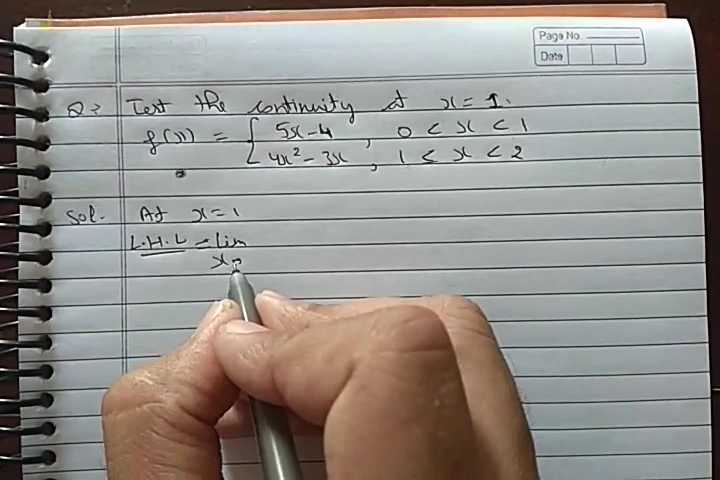 Page No.
Date
Q: Test the continuity at x = 1.
f(x) = { 5x-4 , 0 < x < 1
4x² - 3x , 1 < x < 2
Sol. At x=1
L.H.L = lim
x